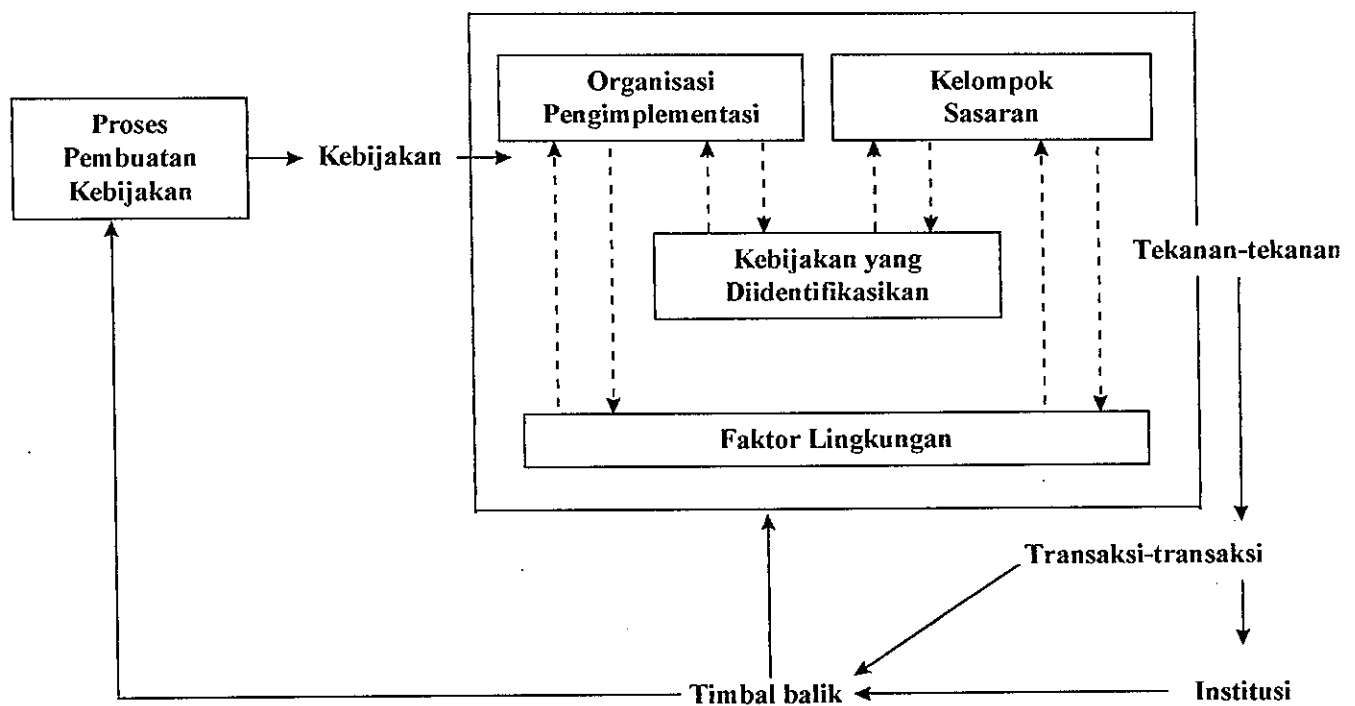 Organisasi
Pengimplementasi
Kelompok
Sasaran
Proses
Pembuatan
Kebijakan
Kebijakan
Kebijakan yang
Diidentifikasikan
Tekanan-tekanan
Faktor Lingkungan
Transaksi-transaksi
Timbal balik
Institusi